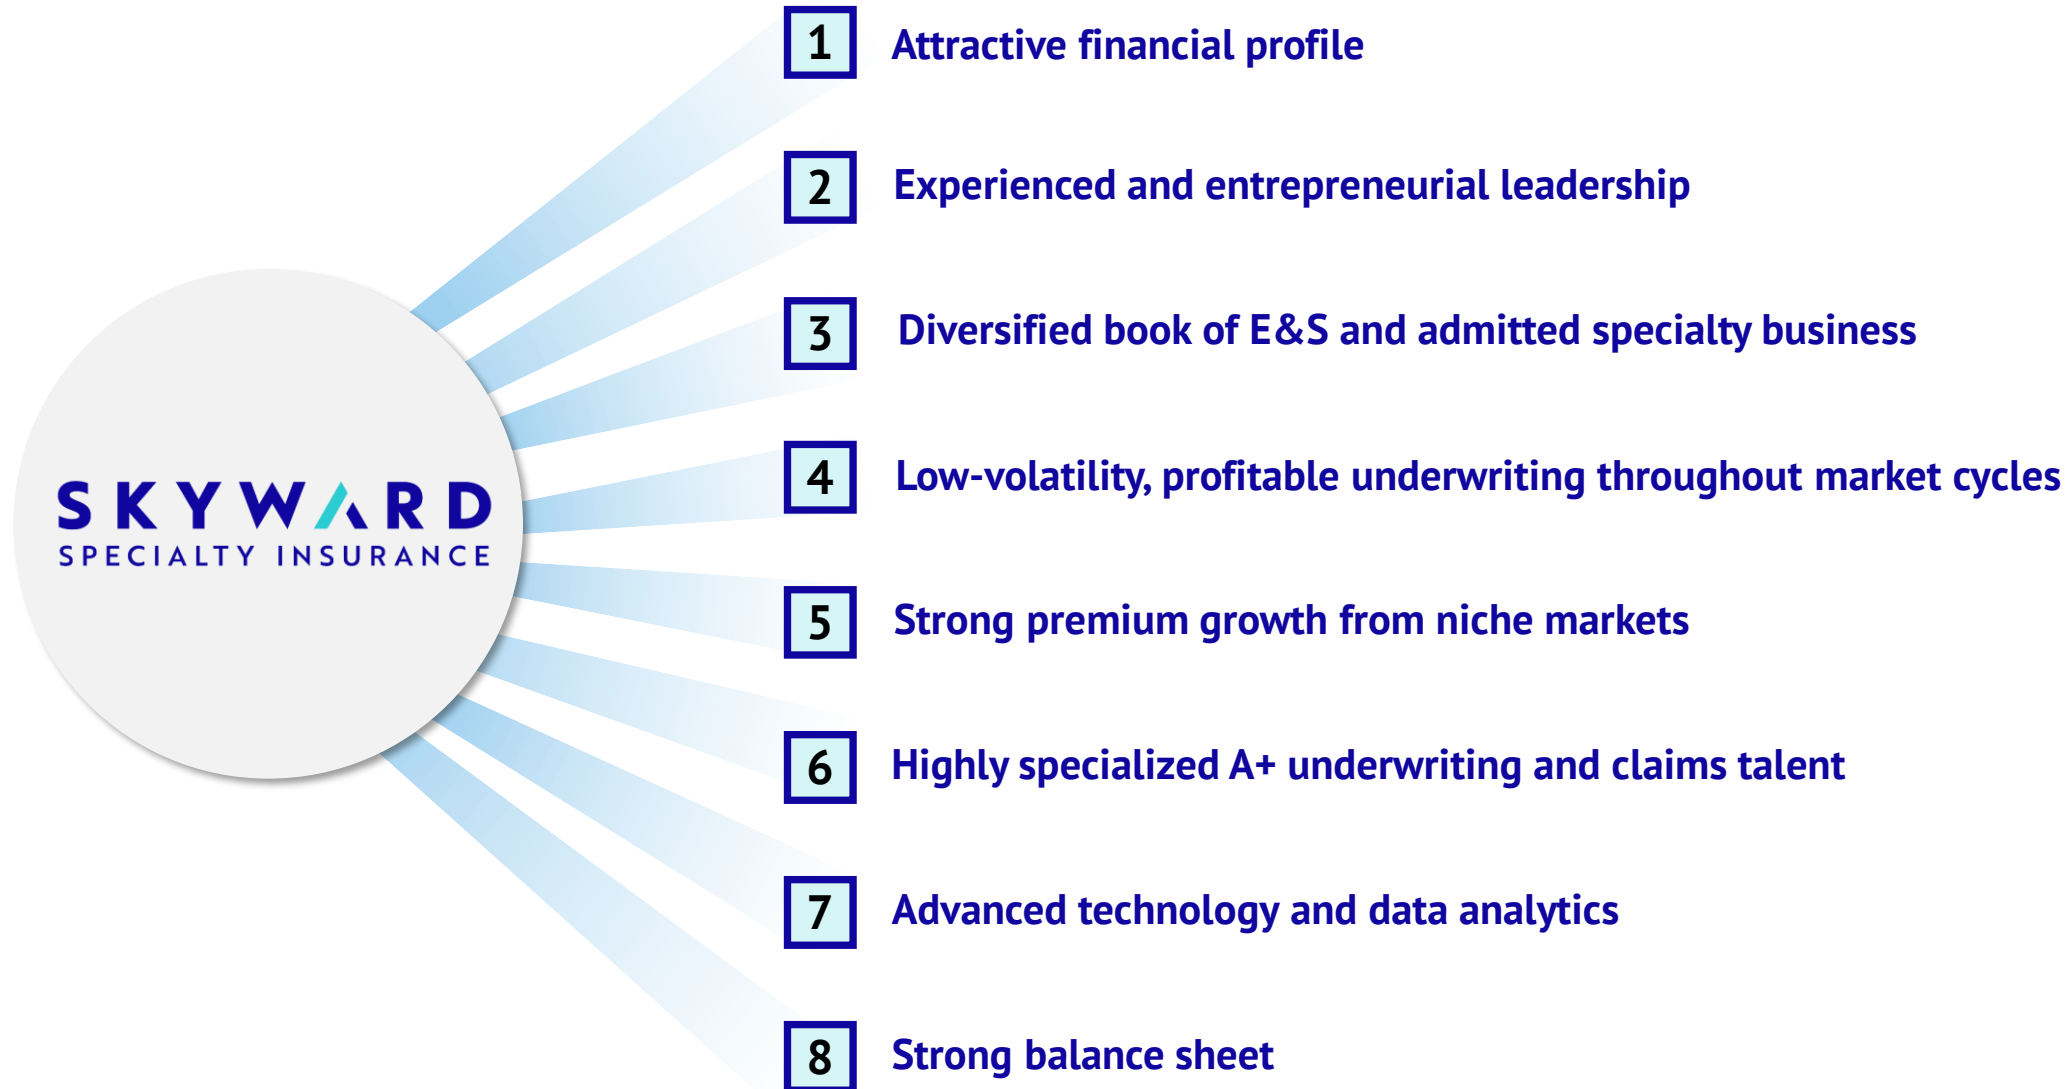 SKYWARD
SPECIALTY INSURANCE
1 Attractive financial profile
2 Experienced and entrepreneurial leadership
3 Diversified book of E&S and admitted specialty business
4 Low-volatility, profitable underwriting throughout market cycles
5 Strong premium growth from niche markets
6 Highly specialized A+ underwriting and claims talent
7 Advanced technology and data analytics
8 Strong balance sheet